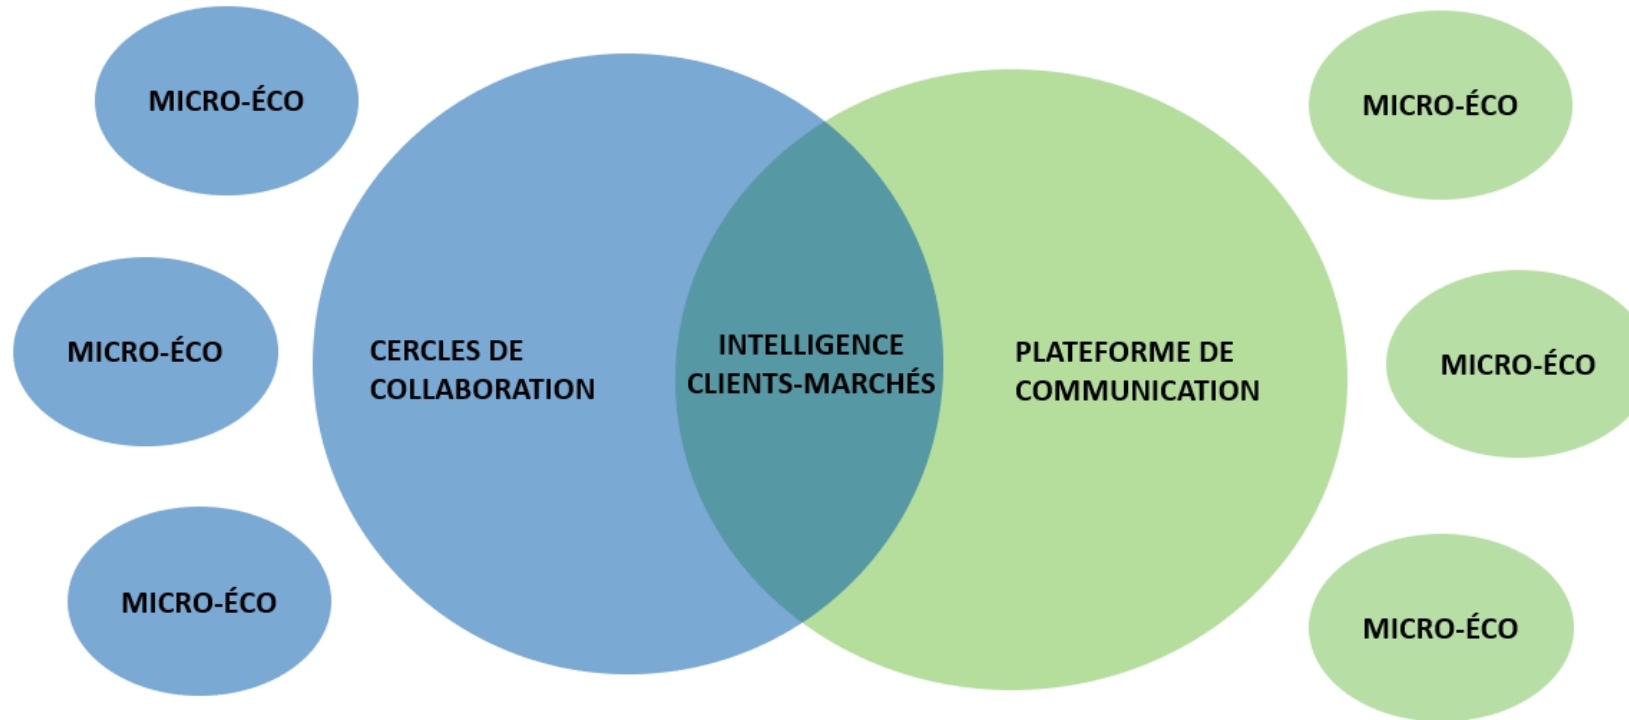 MICRO-ÉCO
MICRO-ÉCO
MICRO-ÉCO
CERCLES DE
COLLABORATION
INTELLIGENCE
CLIENTS-MARCHÉS
PLATEFORME DE
COMMUNICATION
MICRO-ÉCO
MICRO-ÉCO
MICRO-ÉCO